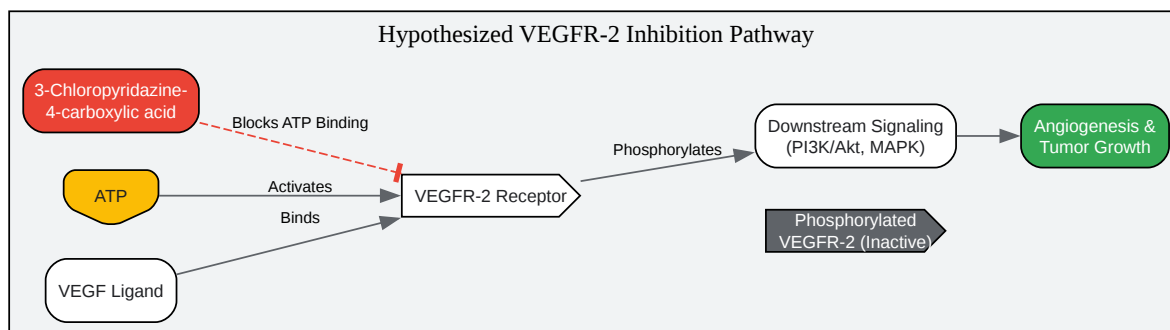 Hypothesized VEGFR-2 Inhibition Pathway
3-Chloropyridazine-
4-carboxylic acid
Blocks ATP Binding
ATP
Activates
Binds
VEGF Ligand
VEGFR-2 Receptor
Phosphorylates
Downstream Signaling
(PI3K/Akt, MAPK)
Angiogenesis &
Tumor Growth
Phosphorylated
VEGFR-2 (Inactive)